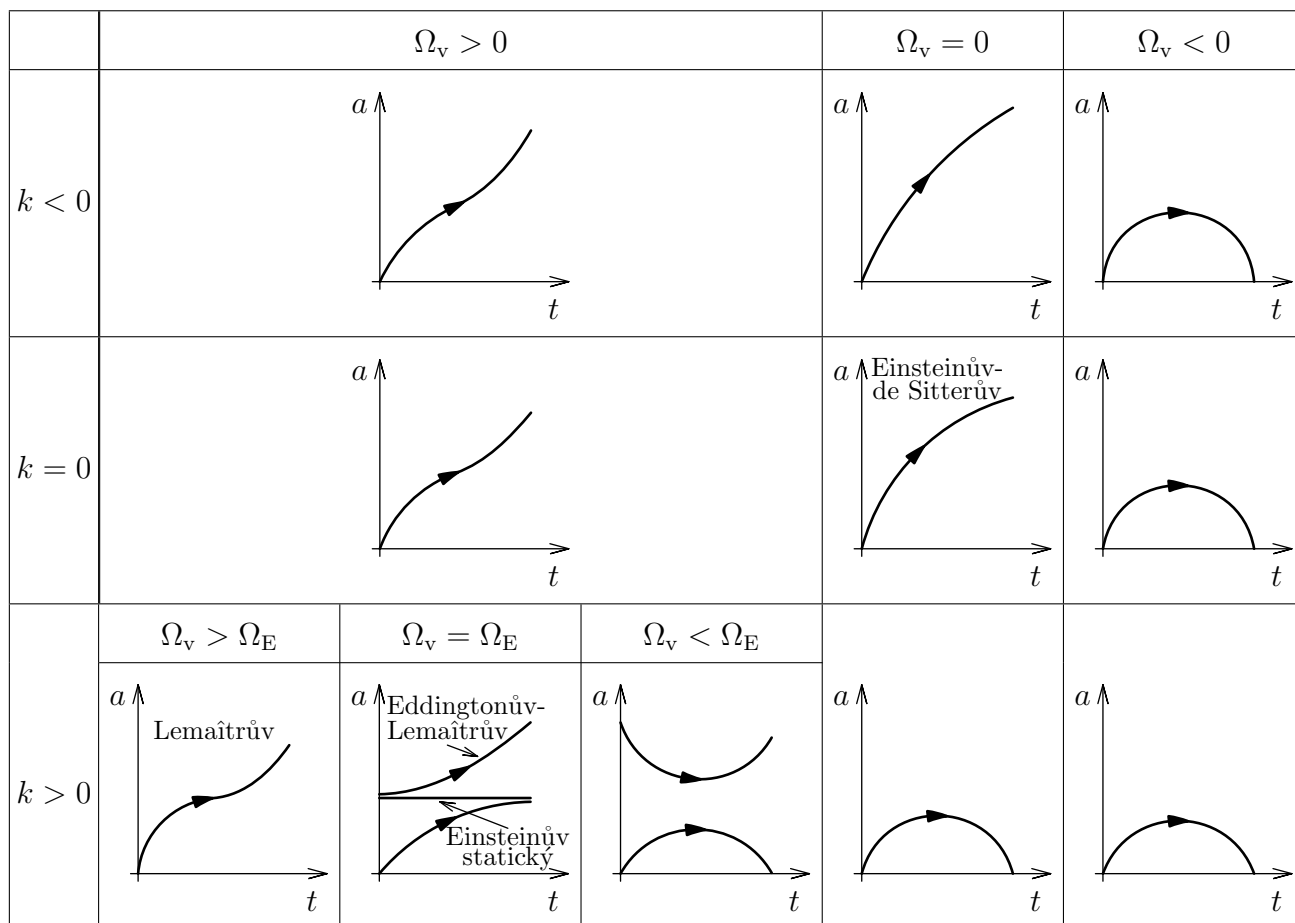 Ωv > 0
Ωv = 0
Ωv < 0
k < 0
a
t
a
t
a
t
k = 0
a
t
a
Einsteinův-
de Sitterův
t
a
t
k > 0
Ωv > ΩE
Ωv = ΩE
Ωv < ΩE
a
Lemaîtrův
t
a
Eddingtonův-
Lemaîtrův
Einsteinův
statický
t
a
t
a
t
a
t